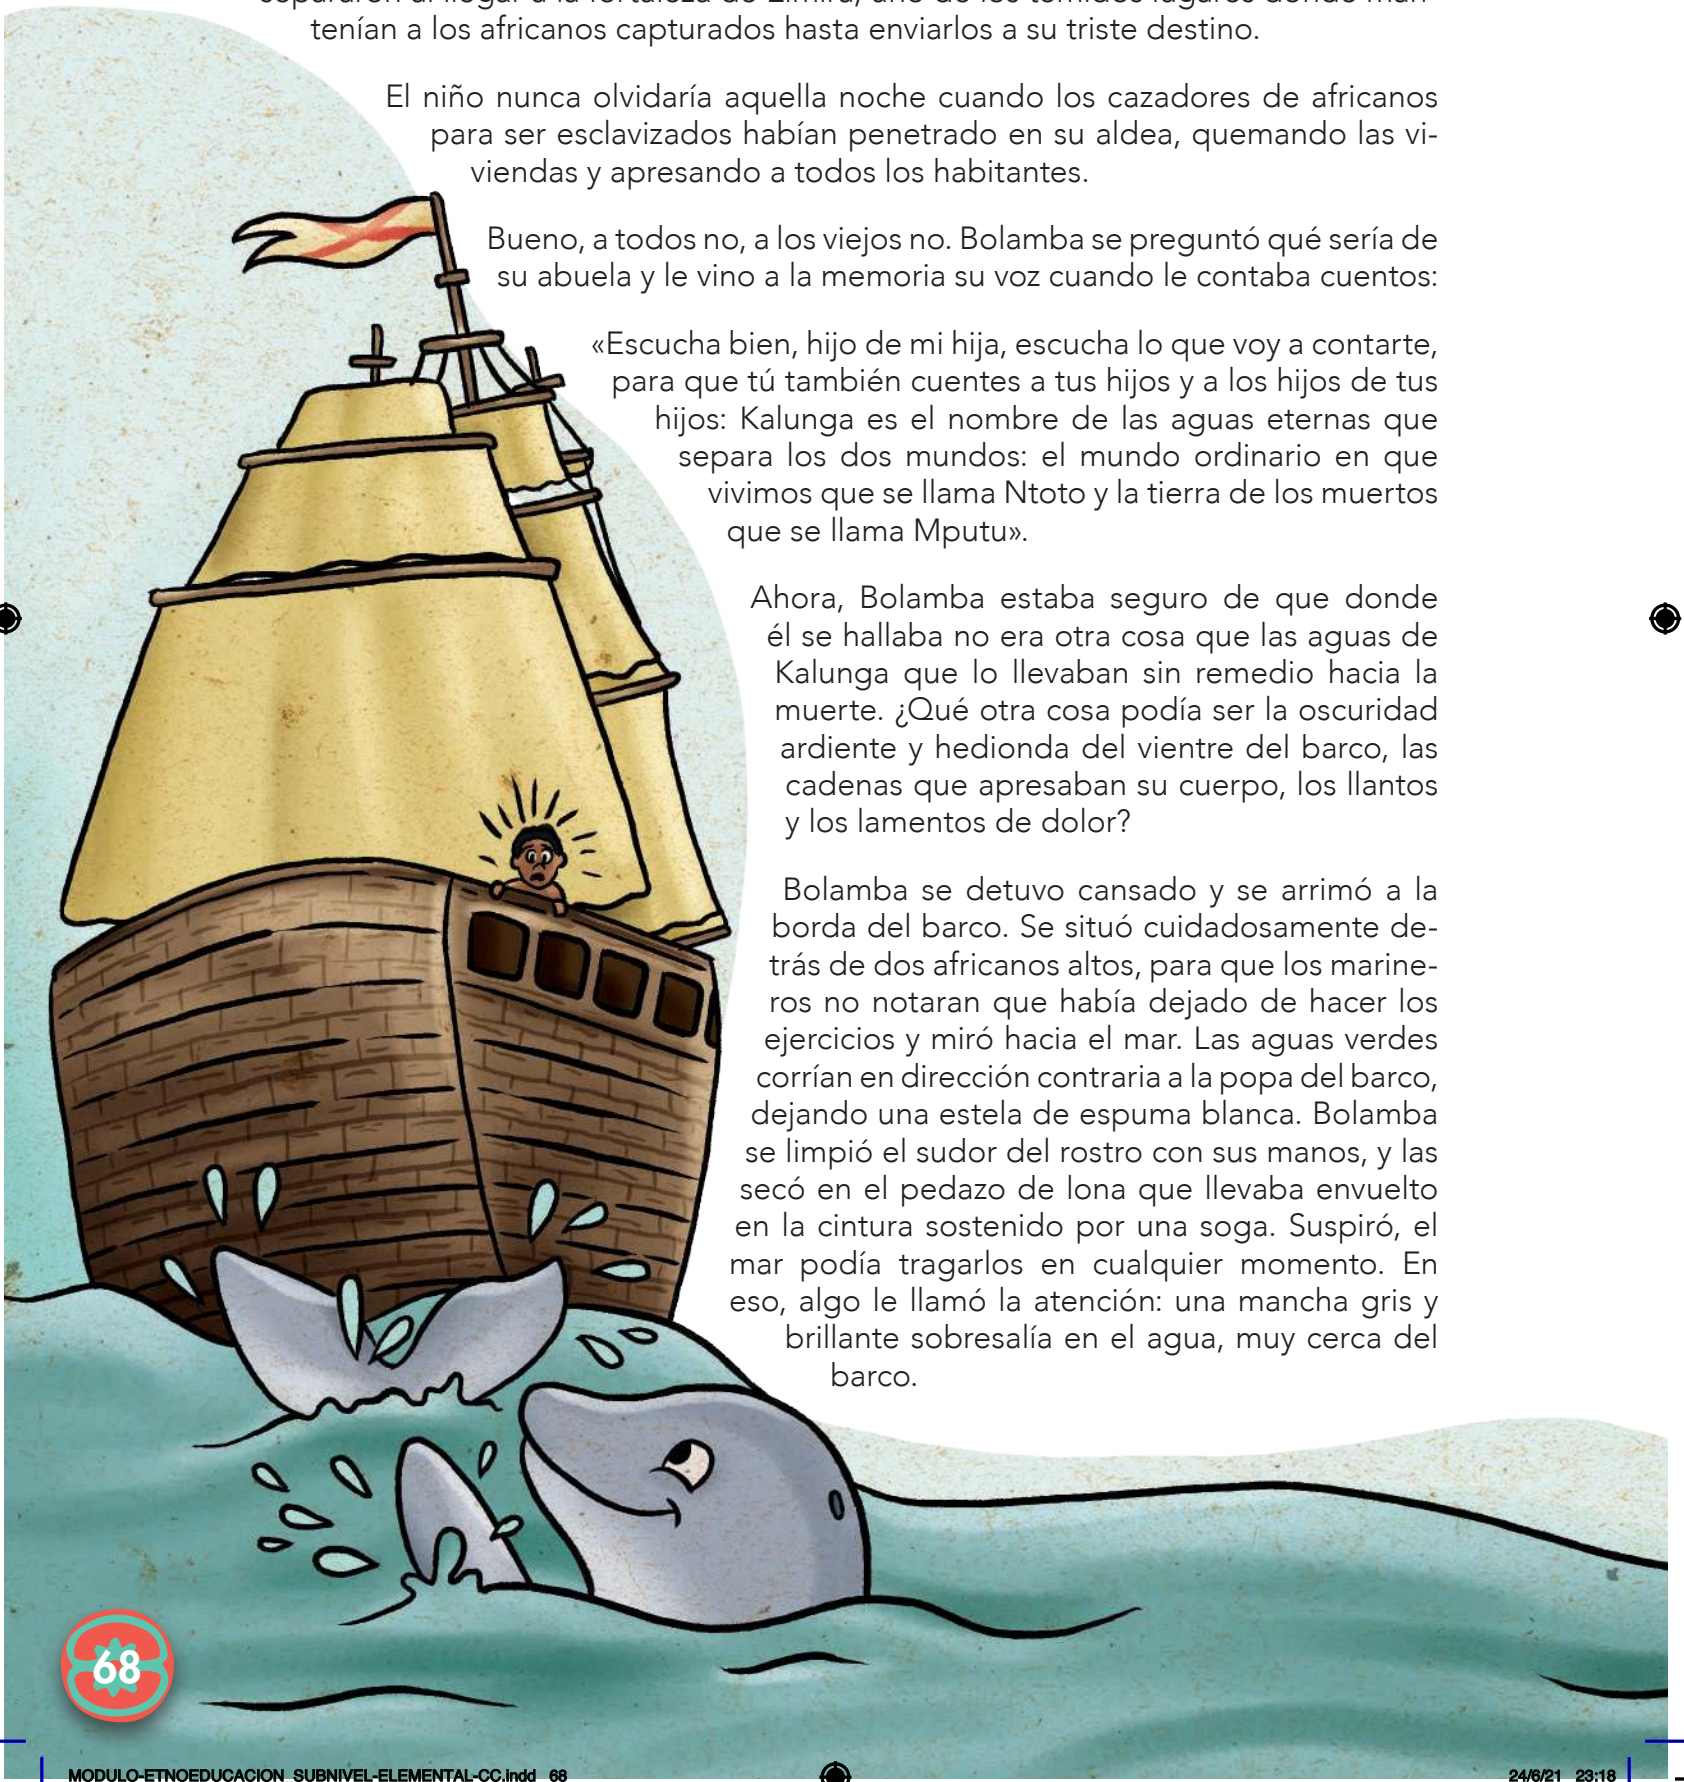 separaron al llegar a la fortaleza de Elmira, uno de los temidos lugares donde man-
tenían a los africanos capturados hasta enviarlos a su triste destino.
El niño nunca olvidaría aquella noche cuando los cazadores de africanos
para ser esclavizados habían penetrado en su aldea, quemando las vi-
viendas y apresando a todos los habitantes.
Bueno, a todos no, a los viejos no. Bolamba se preguntó qué sería de
su abuela y le vino a la memoria su voz cuando le contaba cuentos:
«Escucha bien, hijo de mi hija, escucha lo que voy a contarte,
para que tú también cuentes a tus hijos y a los hijos de tus
hijos: Kalunga es el nombre de las aguas eternas que
separa los dos mundos: el mundo ordinario en que
vivimos que se llama Ntoto y la tierra de los muertos
que se llama Mputu».
Ahora, Bolamba estaba seguro de que donde
él se hallaba no era otra cosa que las aguas de
Kalunga que lo llevaban sin remedio hacia la
muerte. ¿Qué otra cosa podía ser la oscuridad
ardiente y hedionda del vientre del barco, las
cadenas que apresaban su cuerpo, los llantos
y los lamentos de dolor?
Bolamba se detuvo cansado y se arrimó a la
borda del barco. Se situó cuidadosamente de-
trás de dos africanos altos, para que los marine-
ros no notaran que había dejado de hacer los
ejercicios y miró hacia el mar. Las aguas verdes
corrían en dirección contraria a la popa del barco,
dejando una estela de espuma blanca. Bolamba
se limpió el sudor del rostro con sus manos, y las
secó en el pedazo de lona que llevaba envuelto
en la cintura sostenido por una soga. Suspiró, el
mar podía tragarlos en cualquier momento. En
eso, algo le llamó la atención: una mancha gris y
brillante sobresalía en el agua, muy cerca del
barco.
68
MODULO-ETNOEDUCACION_SUBNIVEL-ELEMENTAL-CC.indd 68
24/6/21 23:18